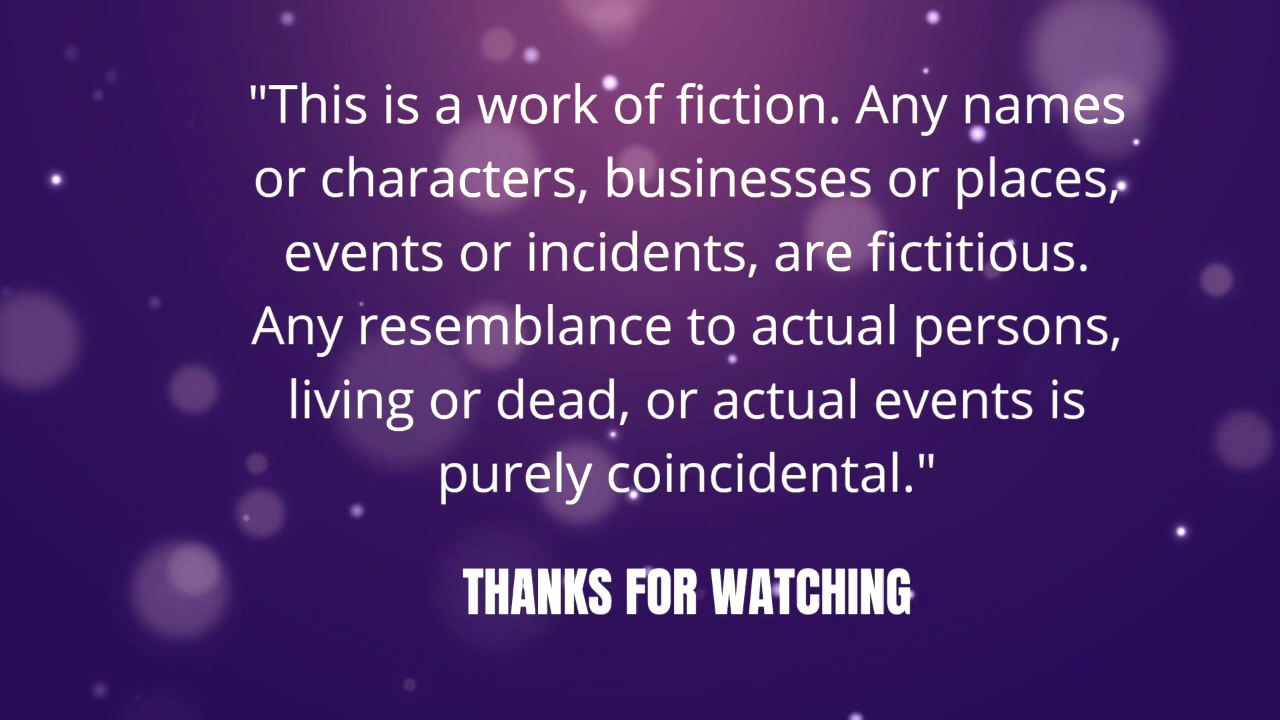 "This is a work of fiction. Any names
or characters, businesses or places,
events or incidents, are fictitious.
Any resemblance to actual persons,
living or dead, or actual events is
purely coincidental."
THANKS FOR WATCHING